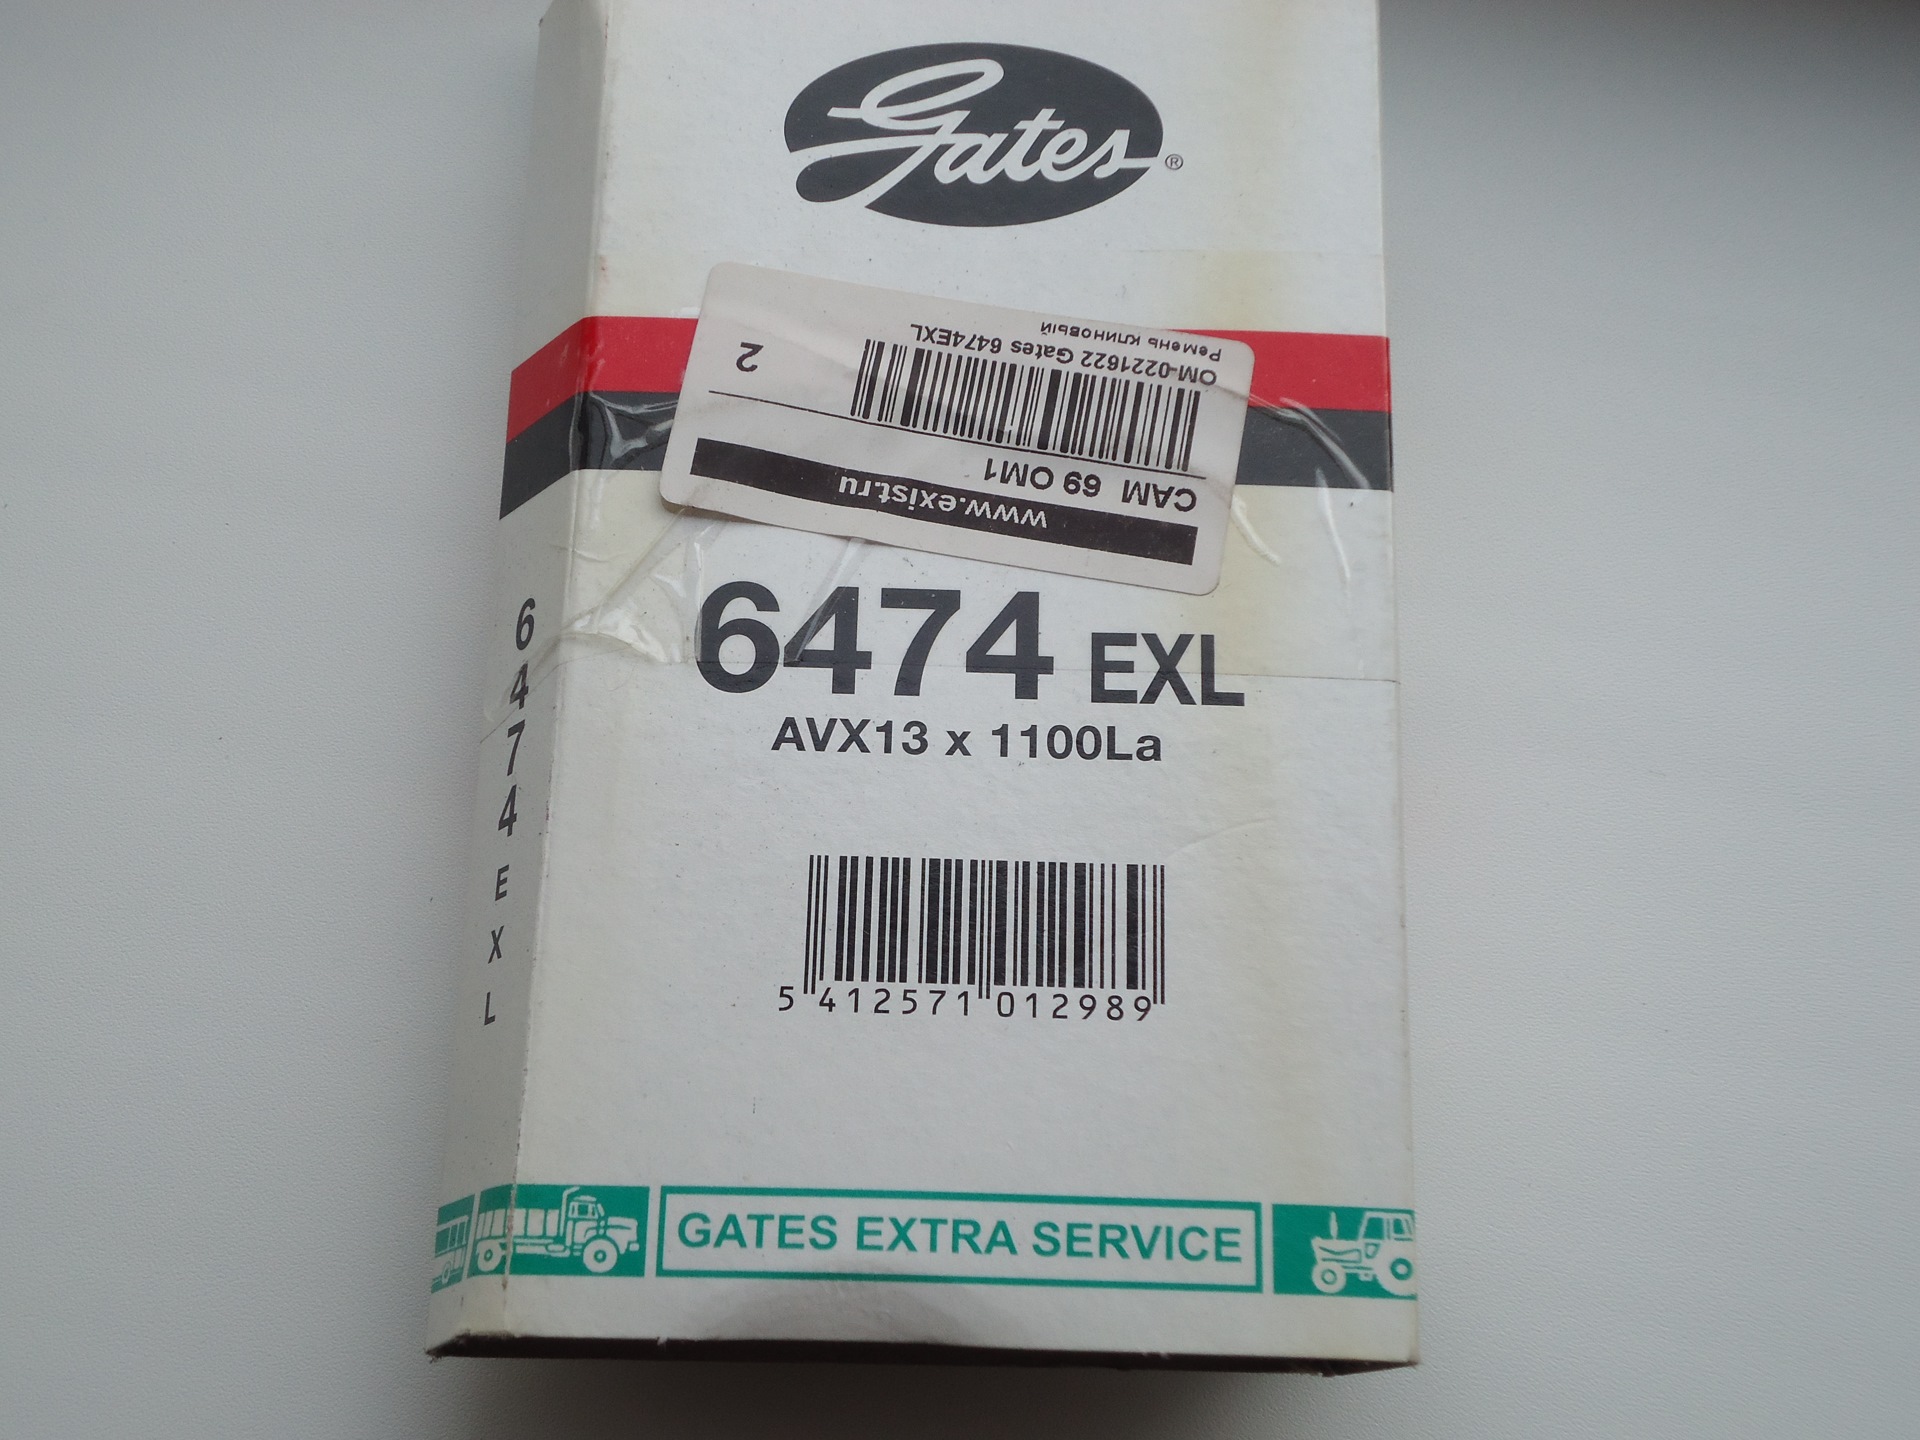 Gates®
Ремень клиновый
OM-0221622 Gates 6474EXL
2
CAM 69 OM1
www.exist.ru
6474 EXL
AVX13 x 1100La
5 412571 012989
GATES EXTRA SERVICE
6474EXL